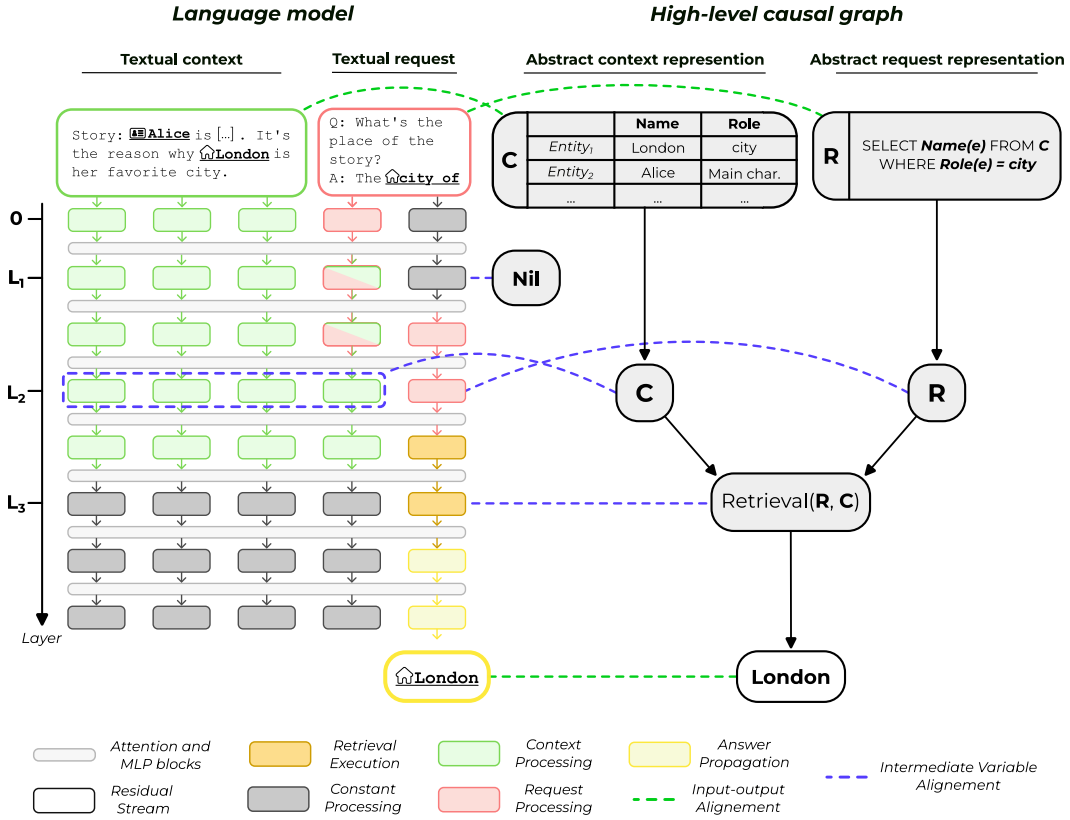 Language model
High-level causal graph
Textual context
Textual request
Abstract context represention
Abstract request representation
Story: Alice is […]. It's
the reason why London is
her favorite city.
Q: What's the
place of the
story?
A: The city of
C
Name Role
Entity₁ London city
Entity₂ Alice Main char.
... ... ...
R
SELECT Name(e) FROM C
WHERE Role(e) = city
0
L₁
Nil
L₂
C
R
L₃
Retrieval(R, C)
Layer
London
London
Attention and
MLP blocks
Retrieval
Execution
Context
Processing
Answer
Propagation
Intermediate Variable
Alignement
Residual
Stream
Constant
Processing
Request
Processing
Input-output
Alignement